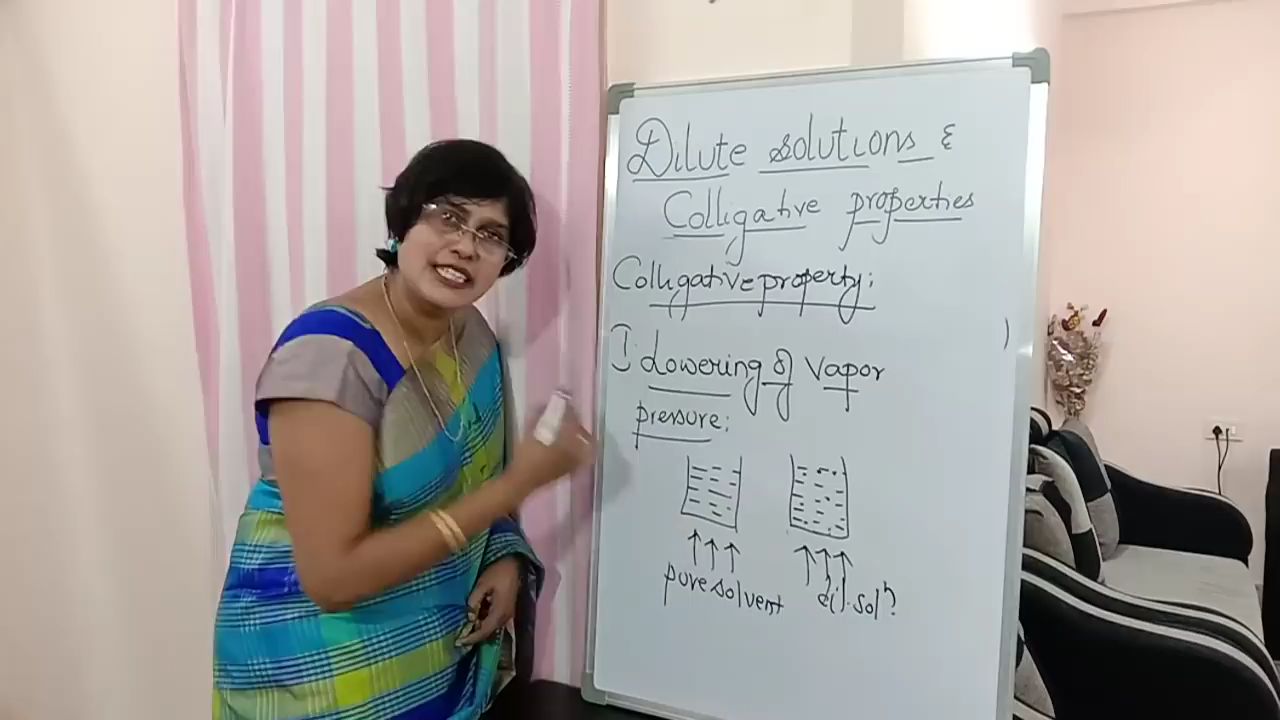 Dilute solutions &
Colligative properties
Colligative property:
I. Lowering of Vapor
pressure:
pure solvent dil. solⁿ